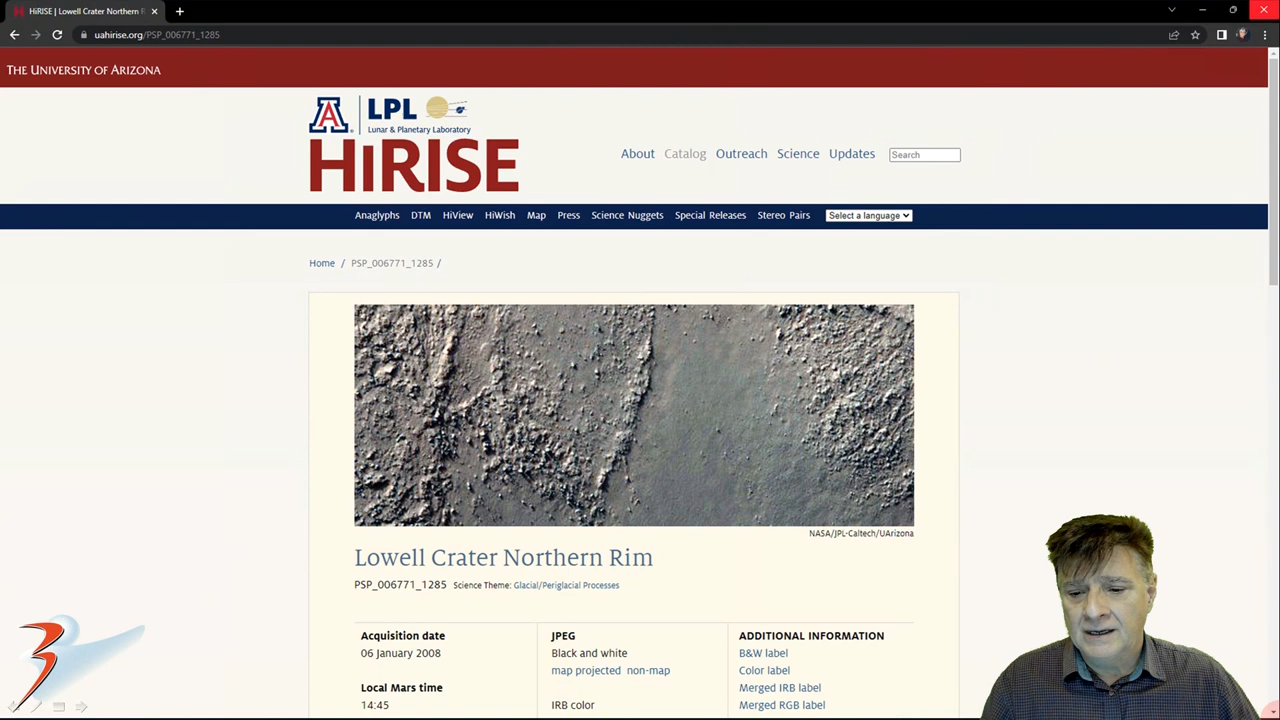 HiRISE | Lowell Crater Northern R
uahirise.org/PSP_006771_1285
THE UNIVERSITY OF ARIZONA
A LPL
Lunar & Planetary Laboratory
HiRISE
About Catalog Outreach Science Updates Search
Anaglyphs DTM HiView HiWish Map Press Science Nuggets Special Releases Stereo Pairs Select a language
Home / PSP_006771_1285 /
NASA/JPL-Caltech/UArizona
Lowell Crater Northern Rim
PSP_006771_1285 Science Theme: Glacial/Periglacial Processes
Acquisition date
06 January 2008
Local Mars time
14:45
JPEG
Black and white
map projected non-map
IRB color
ADDITIONAL INFORMATION
B&W label
Color label
Merged IRB label
Merged RGB label
3